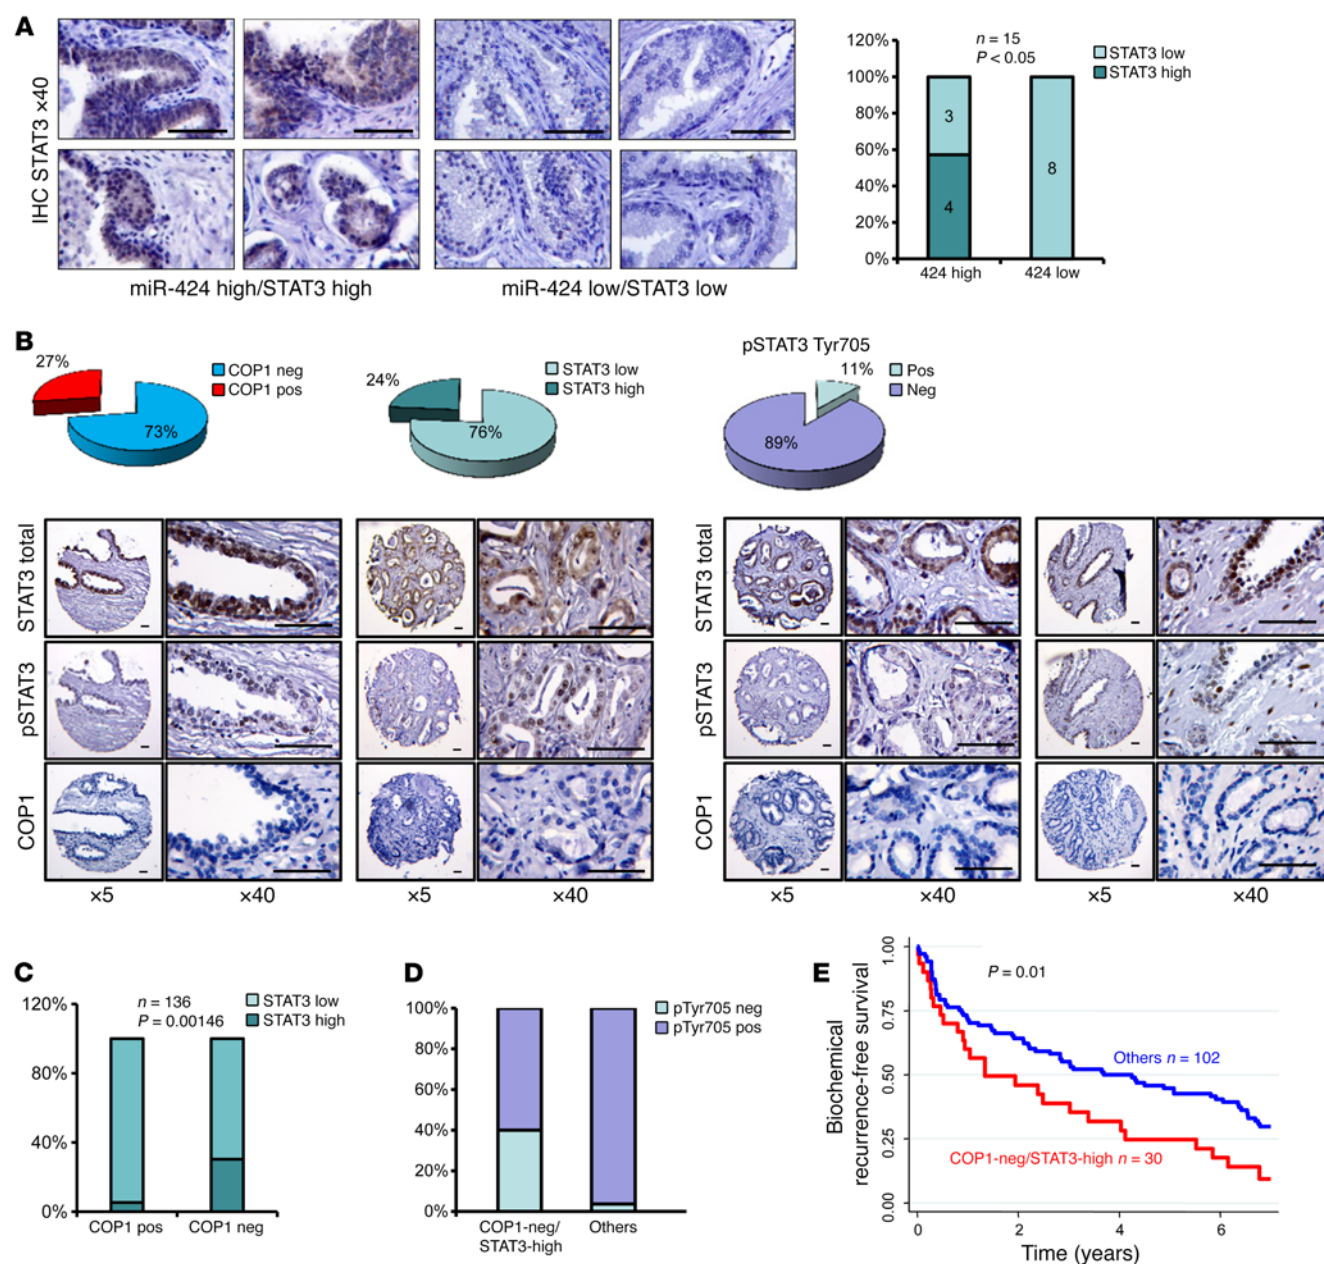 A
IHC STAT3 ×40
miR-424 high/STAT3 high
miR-424 low/STAT3 low
120%
100%
80%
60%
40%
20%
0%
n = 15
P < 0.05
STAT3 low
STAT3 high
3
4
8
424 high
424 low
B
27%
73%
COP1 neg
COP1 pos
24%
76%
STAT3 low
STAT3 high
pSTAT3 Tyr705
11%
89%
Pos
Neg
STAT3 total
pSTAT3
COP1
×5
×40
×5
×40
STAT3 total
pSTAT3
COP1
×5
×40
×5
×40
C
120%
80%
40%
0%
n = 136
P = 0.00146
STAT3 low
STAT3 high
COP1 pos
COP1 neg
D
100%
80%
60%
40%
20%
0%
pTyr705 neg
pTyr705 pos
COP1-neg/
STAT3-high
Others
E
Biochemical
recurrence-free survival
1.00
0.75
0.50
0.25
0.00
P = 0.01
Others n = 102
COP1-neg/STAT3-high n = 30
0
2
4
6
Time (years)